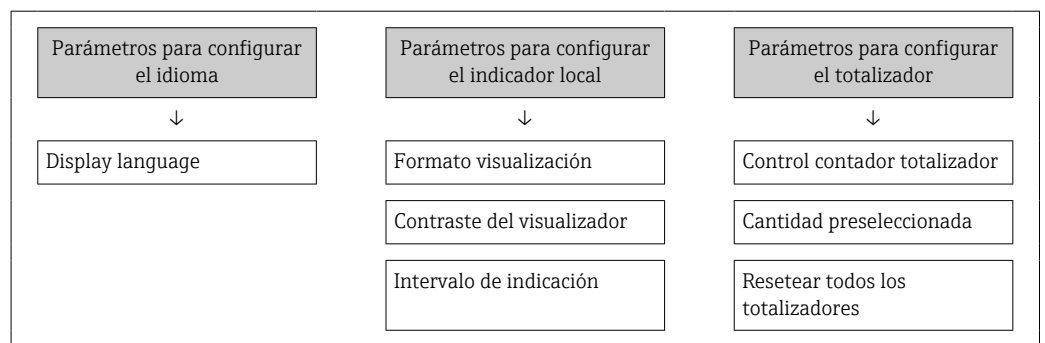 Parámetros para configurar
el idioma
↓
Display language
Parámetros para configurar
el indicador local
↓
Formato visualización
Contraste del visualizador
Intervalo de indicación
Parámetros para configurar
el totalizador
↓
Control contador totalizador
Cantidad preseleccionada
Resetear todos los
totalizadores